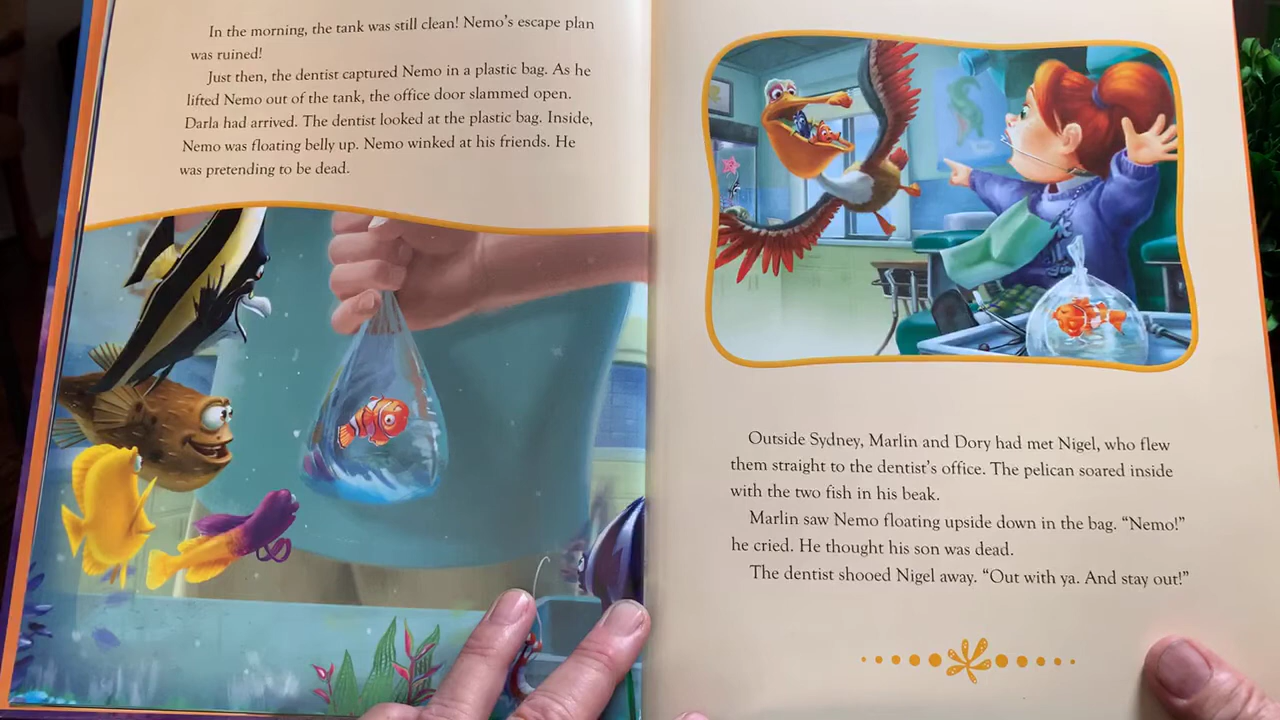 In the morning, the tank was still clean! Nemo's escape plan
was ruined!
Just then, the dentist captured Nemo in a plastic bag. As he
lifted Nemo out of the tank, the office door slammed open.
Darla had arrived. The dentist looked at the plastic bag. Inside,
Nemo was floating belly up. Nemo winked at his friends. He
was pretending to be dead.
Outside Sydney, Marlin and Dory had met Nigel, who flew
them straight to the dentist's office. The pelican soared inside
with the two fish in his beak.
Marlin saw Nemo floating upside down in the bag. “Nemo!”
he cried. He thought his son was dead.
The dentist shooed Nigel away. “Out with ya. And stay out!”